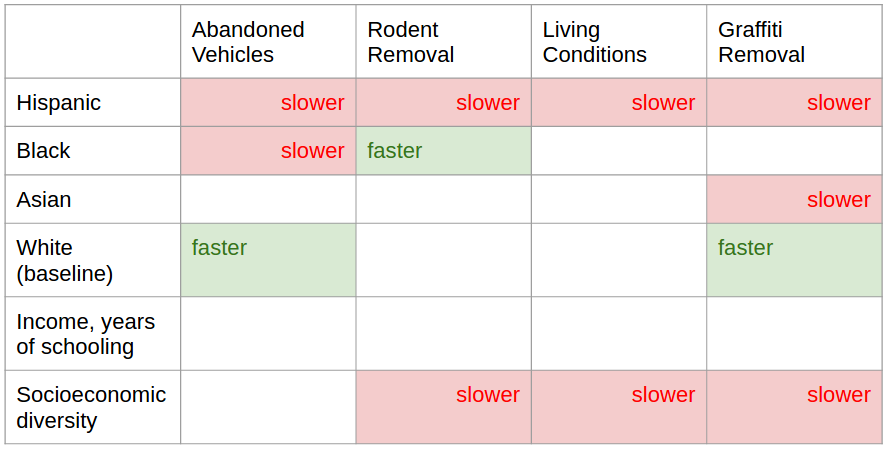 Abandoned Vehicles
Rodent Removal
Living Conditions
Graffiti Removal
Hispanic
slower
slower
slower
slower
Black
slower
faster
Asian
slower
White (baseline)
faster
faster
Income, years of schooling
Socioeconomic diversity
slower
slower
slower